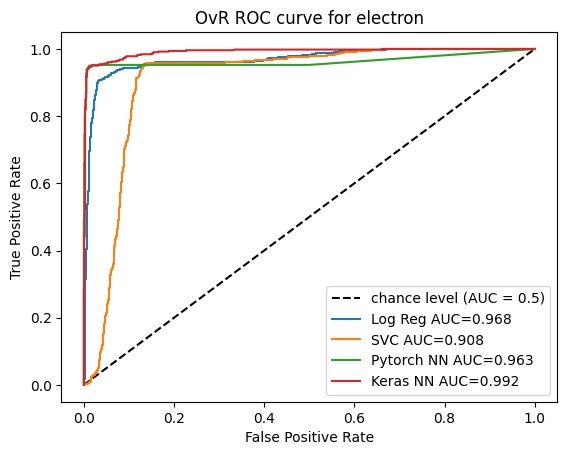 OvR ROC curve for electron
True Positive Rate
1.0
0.8
0.6
0.4
0.2
0.0
chance level (AUC = 0.5)
Log Reg AUC=0.968
SVC AUC=0.908
Pytorch NN AUC=0.963
Keras NN AUC=0.992
0.0 0.2 0.4 0.6 0.8 1.0
False Positive Rate